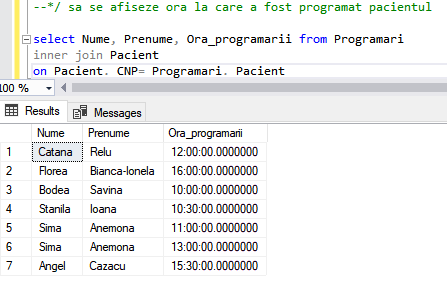 --*/ sa se afiseze ora la care a fost programat pacientul
select Nume, Prenume, Ora_programarii from Programari
inner join Pacient
on Pacient. CNP= Programari. Pacient
100 %
Results Messages
Nume Prenume Ora_programarii
1 Catana Relu 12:00:00.0000000
2 Florea Bianca-Ionela 16:00:00.0000000
3 Bodea Savina 10:00:00.0000000
4 Stanila Ioana 10:30:00.0000000
5 Sima Anemona 11:00:00.0000000
6 Sima Anemona 13:00:00.0000000
7 Angel Cazacu 15:30:00.0000000